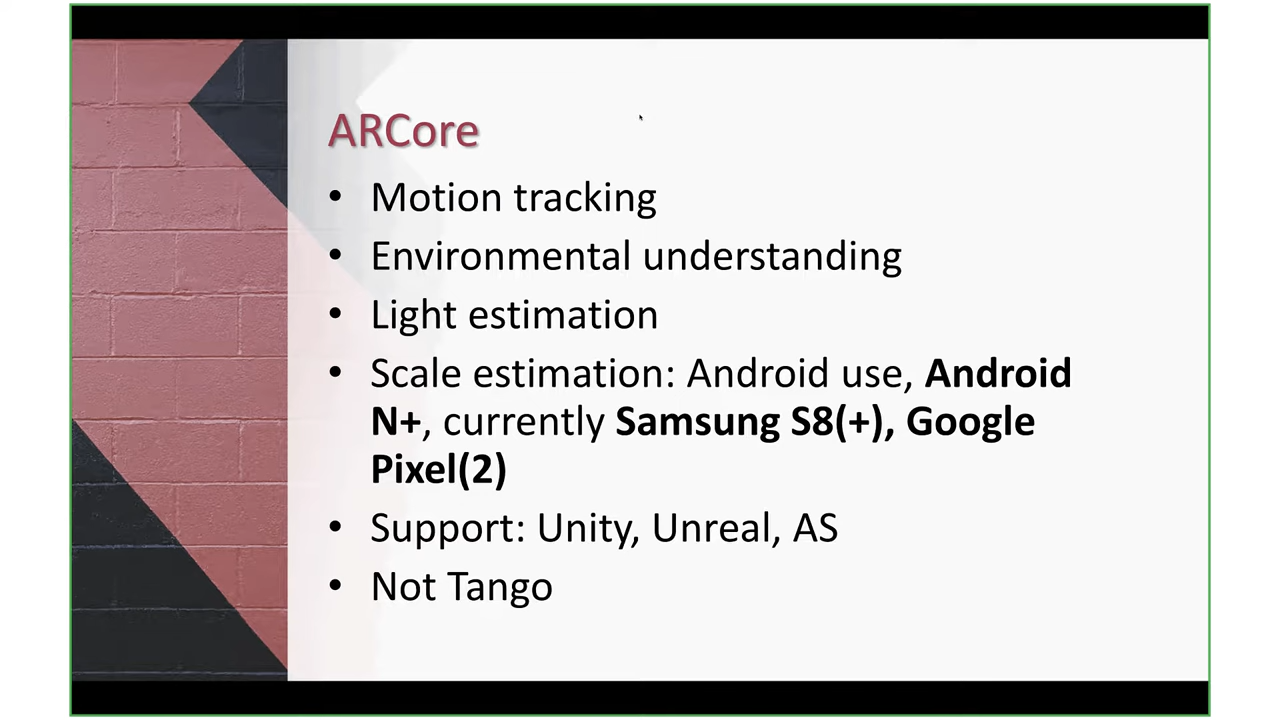 ARCore
• Motion tracking
• Environmental understanding
• Light estimation
• Scale estimation: Android use, Android
N+, currently Samsung S8(+), Google
Pixel(2)
• Support: Unity, Unreal, AS
• Not Tango